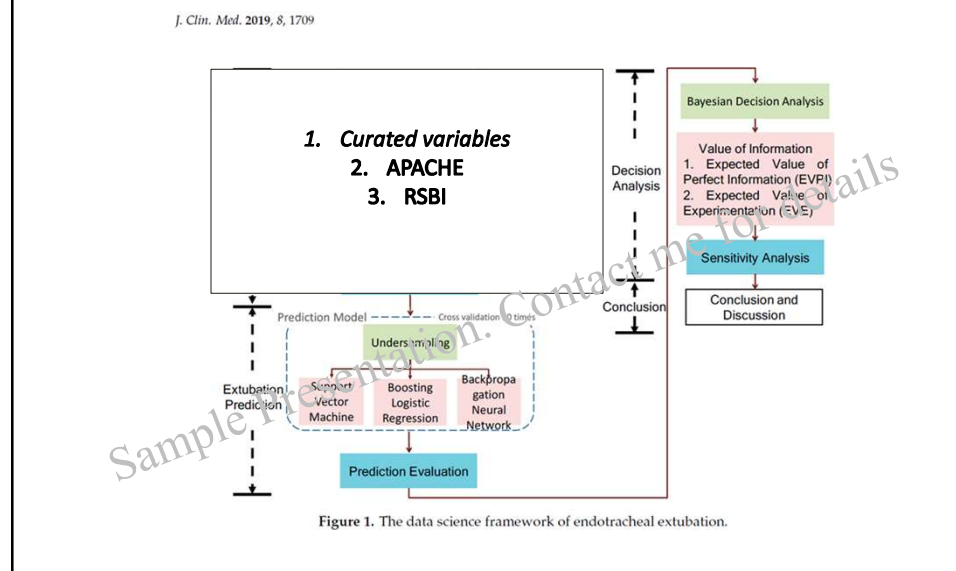 J. Clin. Med. 2019, 8, 1709
1. Curated variables
2. APACHE
3. RSBI
Prediction Model
Cross validation 10 times
Undersampling
Support
Vector
Machine
Boosting
Logistic
Regression
Backpropa
gation
Neural
Network
Extubation
Prediction
Prediction Evaluation
Decision
Analysis
Conclusion
Bayesian Decision Analysis
Value of Information
1. Expected Value of
Perfect Information (EVPI)
2. Expected Value of
Experimentation (EVE)
Sensitivity Analysis
Conclusion and
Discussion
Sample Presentation. Contact me for details
Figure 1. The data science framework of endotracheal extubation.